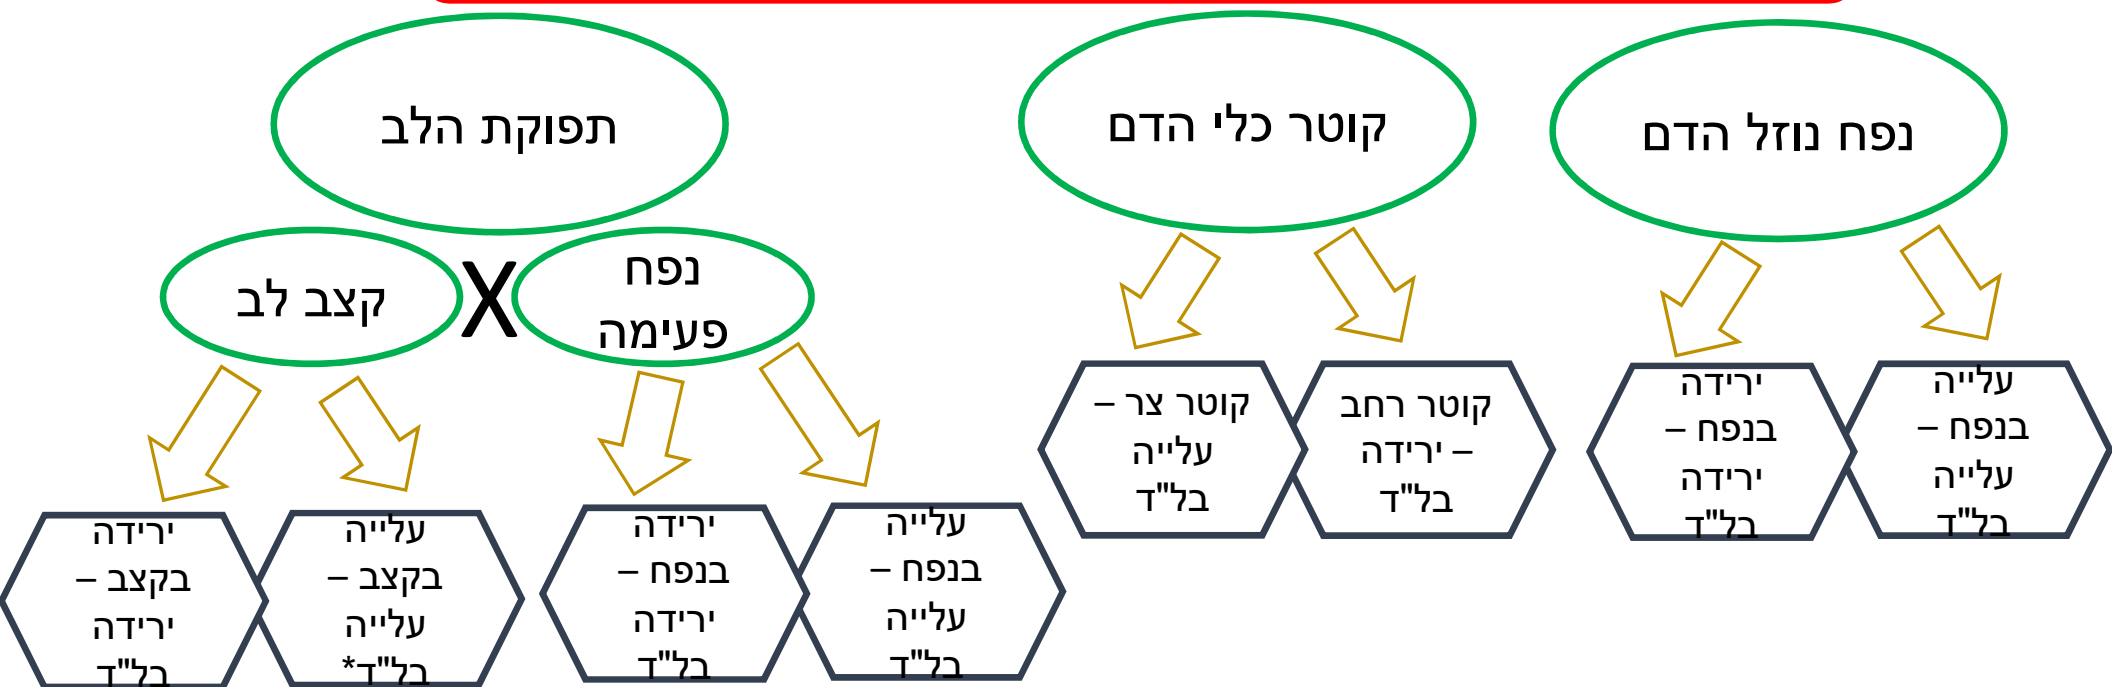 נפח נוזל הדם
קוטר כלי הדם
תפוקת הלב
נפח
פעימה
X
קצב לב
עלייה
בנפח –
עלייה
בל"ד
ירידה
בנפח –
ירידה
בל"ד
קוטר רחב
– ירידה
בל"ד
קוטר צר –
עלייה
בל"ד
עלייה
בנפח –
עלייה
בל"ד
ירידה
בנפח –
ירידה
בל"ד
עלייה
בקצב –
עלייה
בל"ד*
ירידה
בקצב –
ירידה
בל"ד